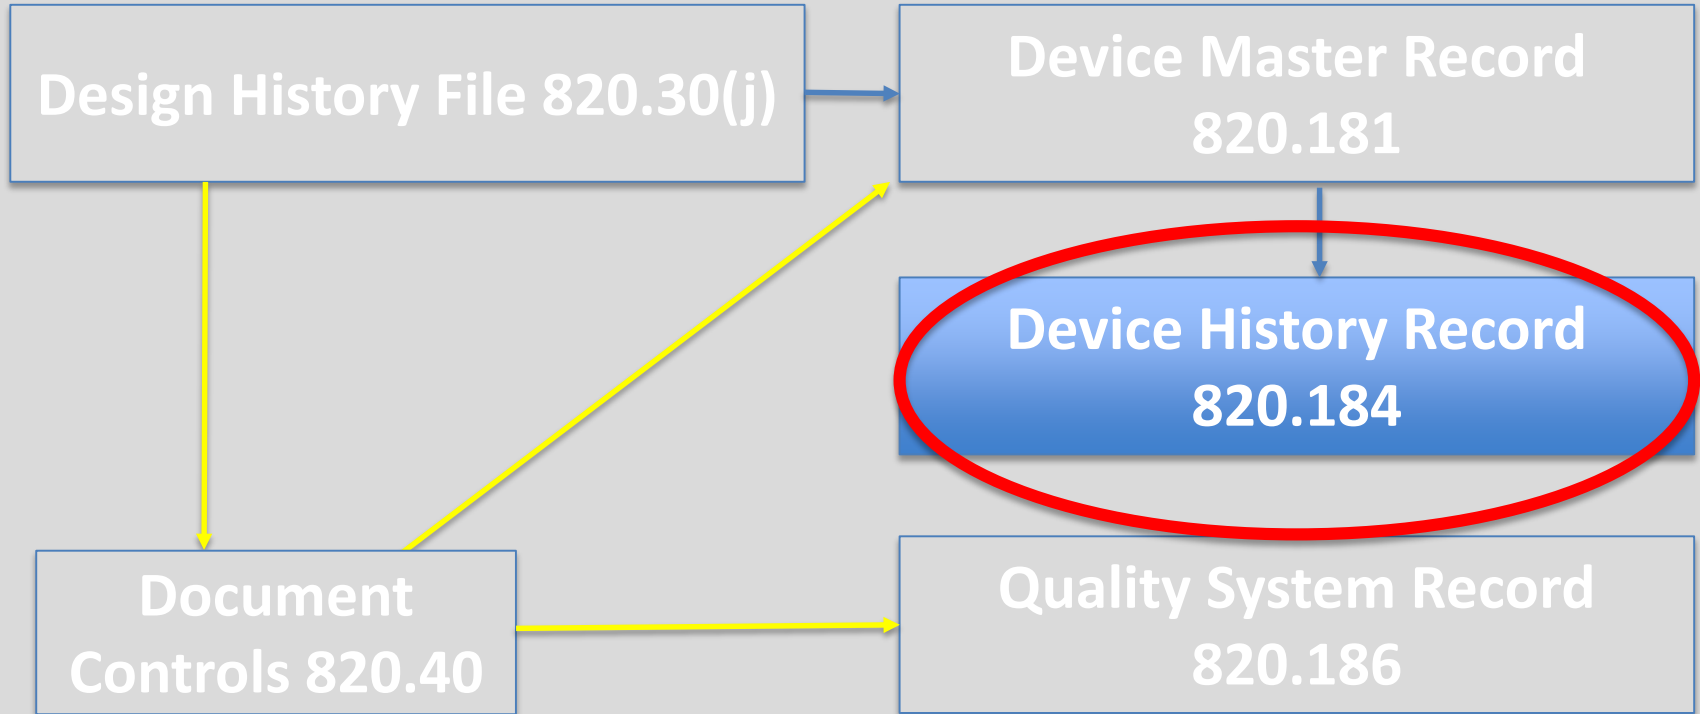 Design History File 820.30(j)
Device Master Record
820.181
Device History Record
820.184
Document
Controls 820.40
Quality System Record
820.186